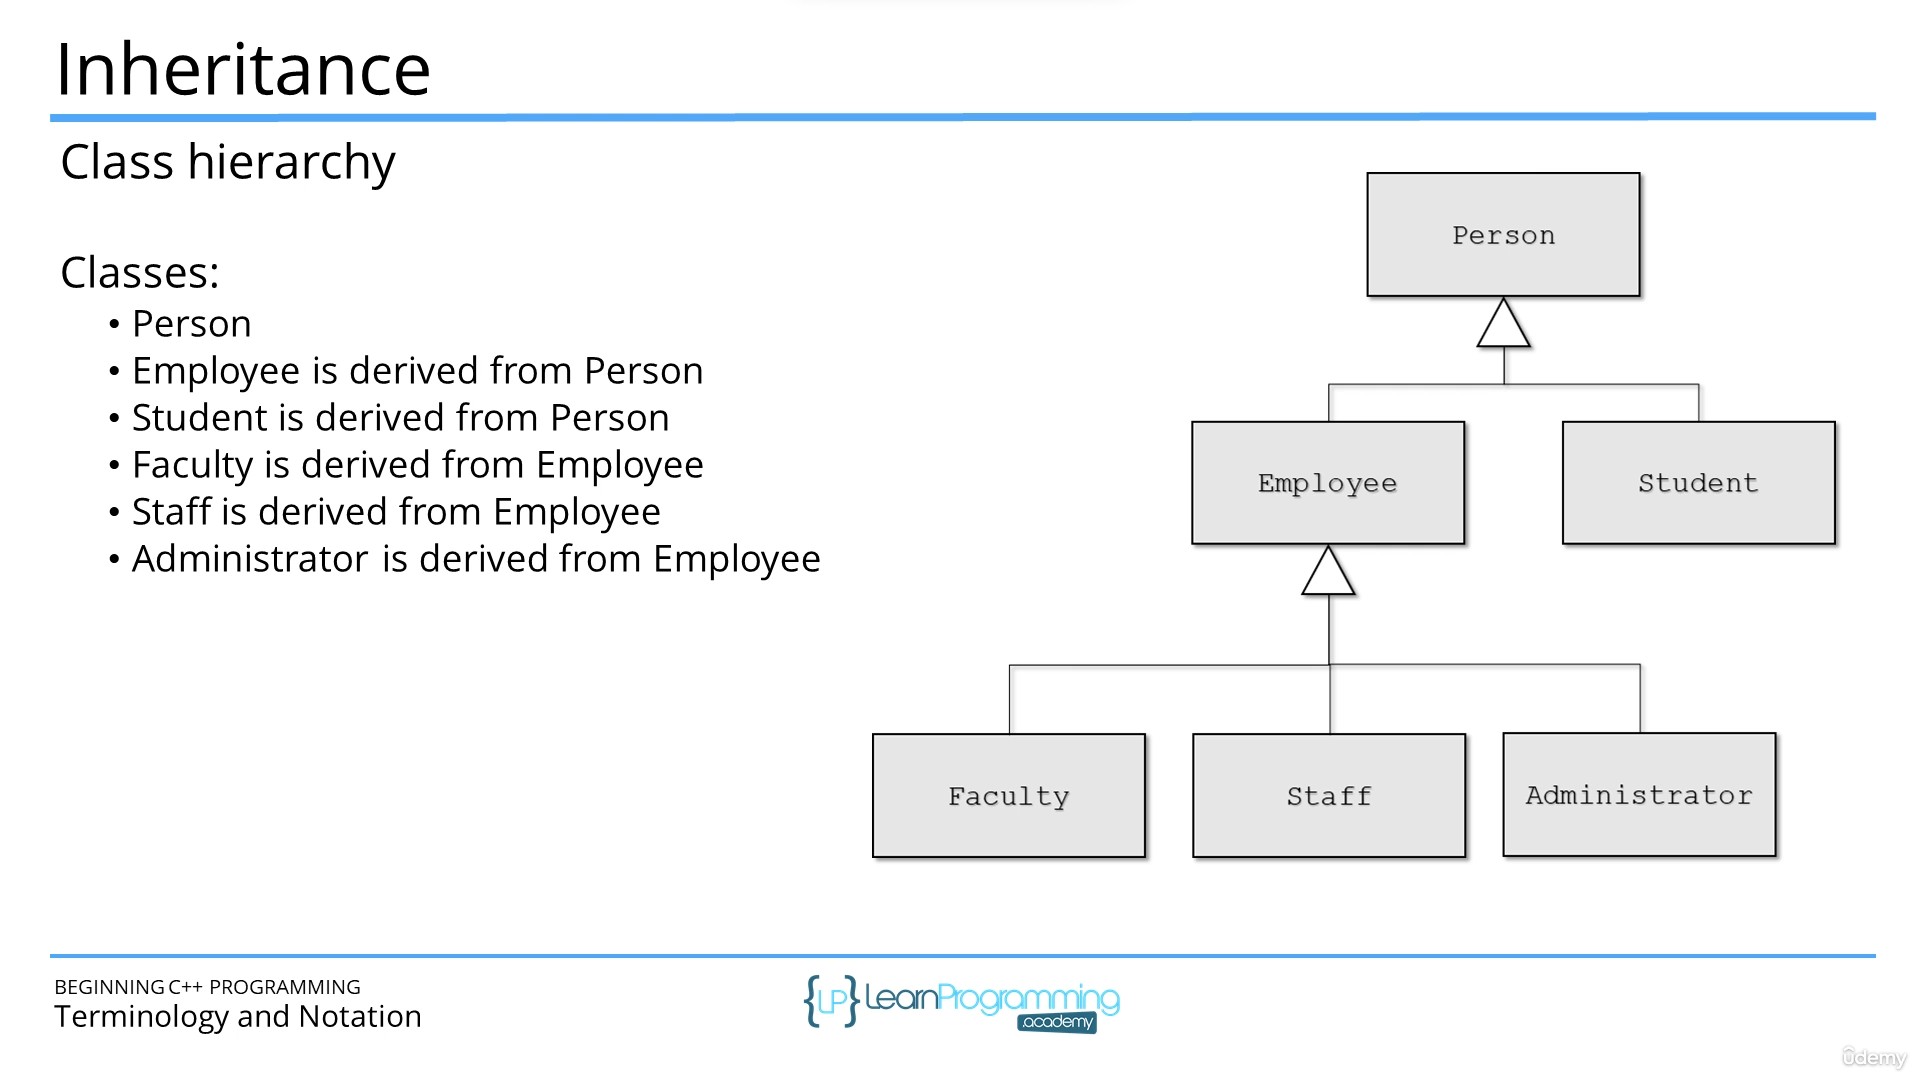 Inheritance
Class hierarchy
Classes:
• Person
• Employee is derived from Person
• Student is derived from Person
• Faculty is derived from Employee
• Staff is derived from Employee
• Administrator is derived from Employee
Person
Employee
Student
Faculty
Staff
Administrator
BEGINNING C++ PROGRAMMING
Terminology and Notation
{LP} LearnProgramming
.academy
ûdemy